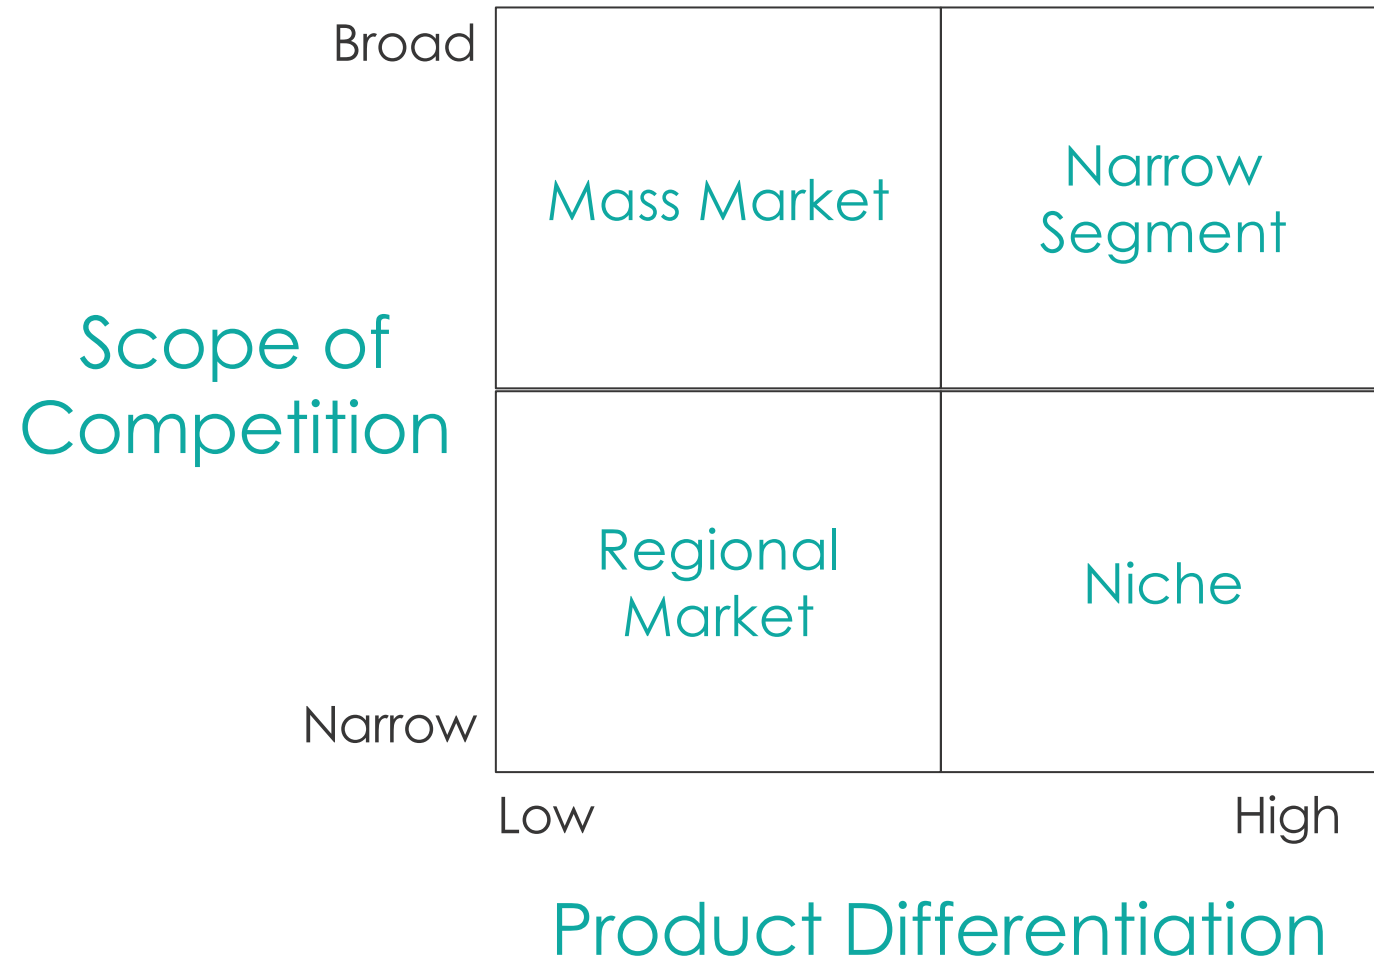 Broad
Mass Market
Narrow
Segment
Scope of
Competition
Regional
Market
Niche
Narrow
Low
High
Product Differentiation